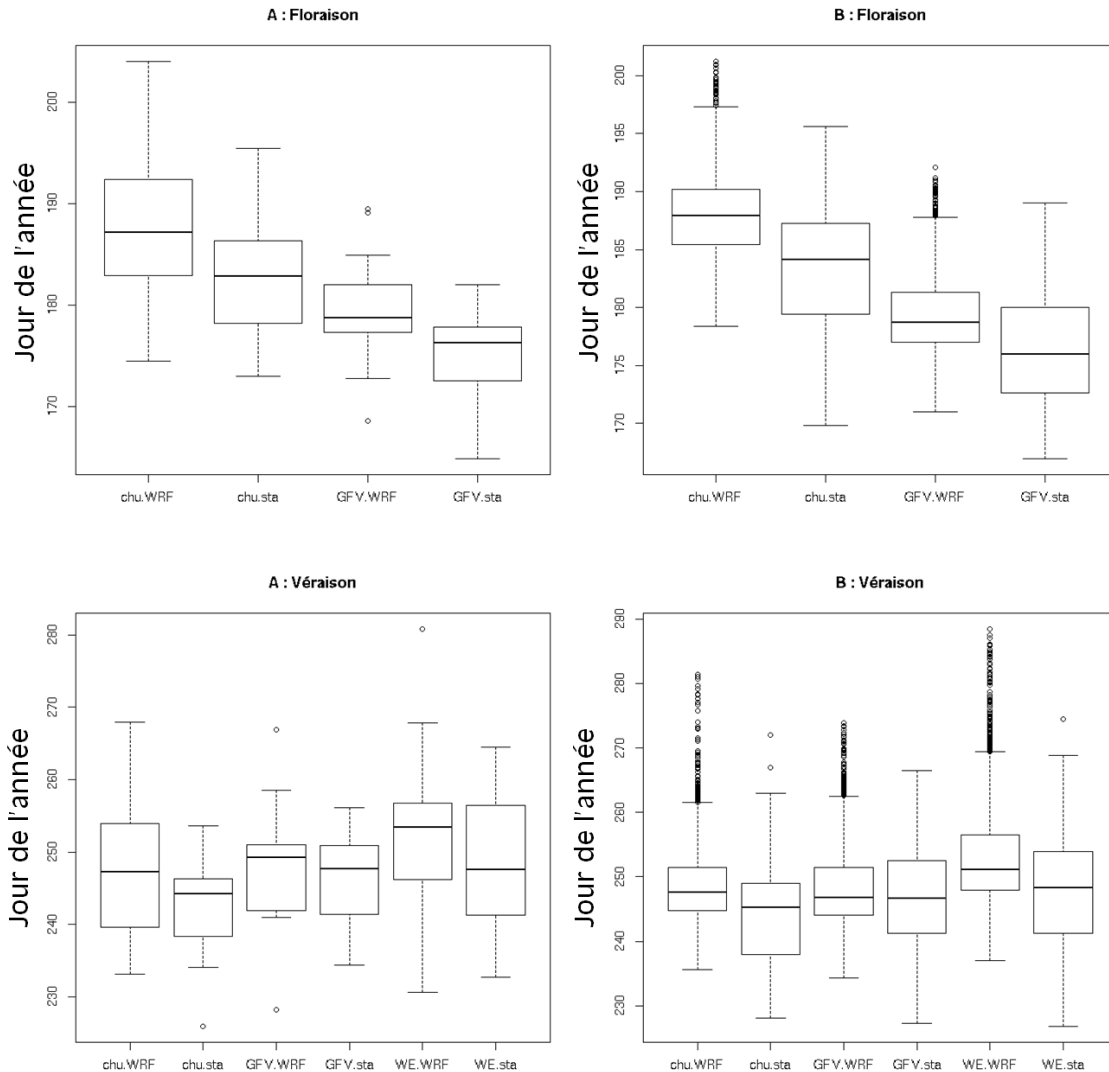 A : Floraison
Jour de l'année
200
190
180
170
chu.WRF chu.sta GFV.WRF GFV.sta
B : Floraison
Jour de l'année
200
195
190
185
180
175
170
chu.WRF chu.sta GFV.WRF GFV.sta
A : Véraison
Jour de l'année
280
270
260
250
240
230
chu.WRF chu.sta GFV.WRF GFV.sta WE.WRF WE.sta
B : Véraison
Jour de l'année
290
280
270
260
250
240
230
chu.WRF chu.sta GFV.WRF GFV.sta WE.WRF WE.sta